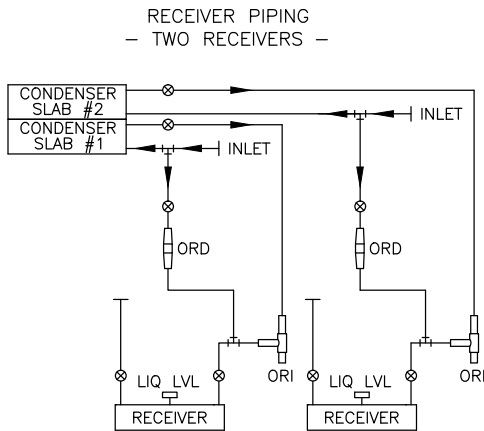 RECEIVER PIPING
- TWO RECEIVERS -
CONDENSER
SLAB #2
CONDENSER
SLAB #1
INLET
INLET
ORD
ORD
ORI
ORI
LIQ LVL
LIQ LVL
RECEIVER
RECEIVER